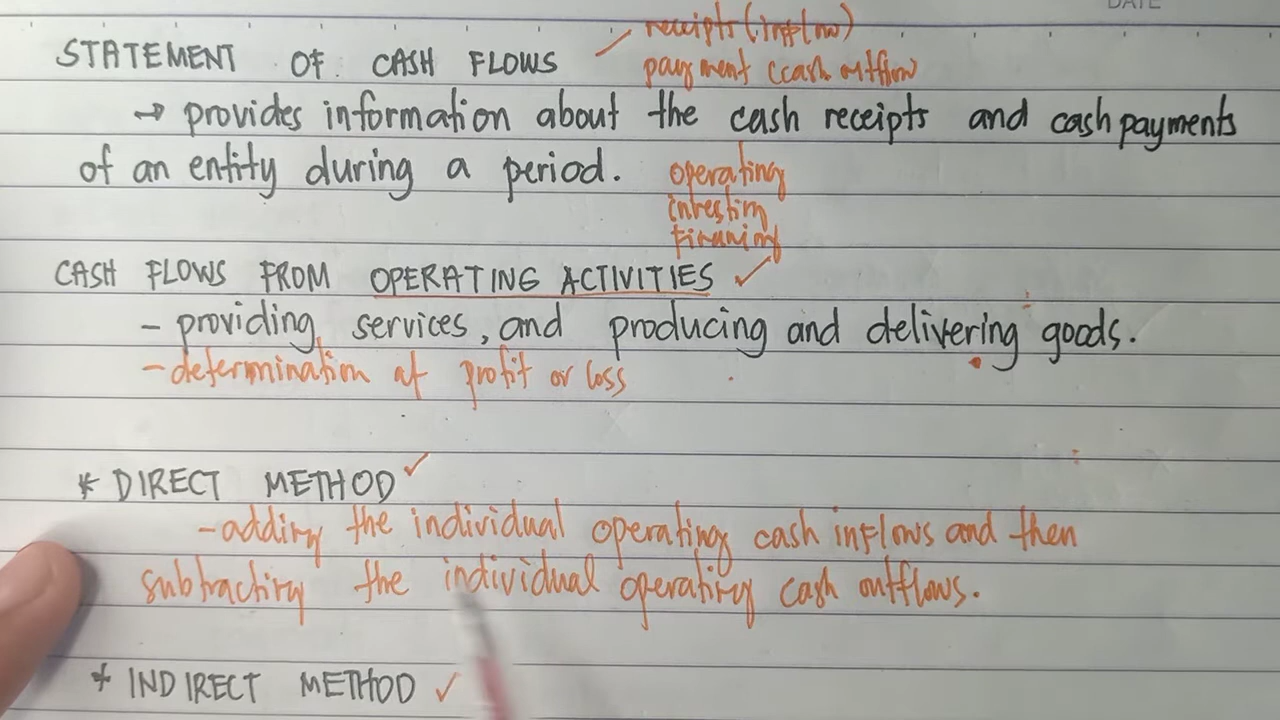 DATE
receipts (inflow)
STATEMENT OF CASH FLOWS
payment (cash outflow
→ provides information about the cash receipts and cash payments
of an entity during a period.
operating
investing
financing
CASH FLOWS FROM OPERATING ACTIVITIES ✓
- providing services, and producing and delivering goods.
- determination of profit or loss
* DIRECT METHOD ✓
- adding the individual operating cash inflows and then
subtracting the individual operating cash outflows.
* INDIRECT METHOD ✓